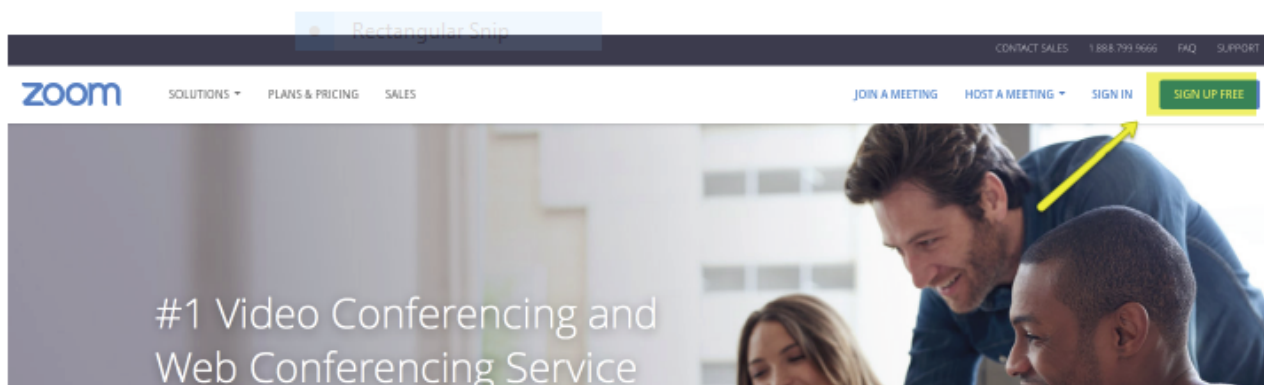 Rectangular Snip
CONTACT SALES 1.888.799.9666 FAQ SUPPORT
zoom SOLUTIONS PLANS & PRICING SALES JOIN A MEETING HOST A MEETING SIGN IN SIGN UP FREE
#1 Video Conferencing and
Web Conferencing Service